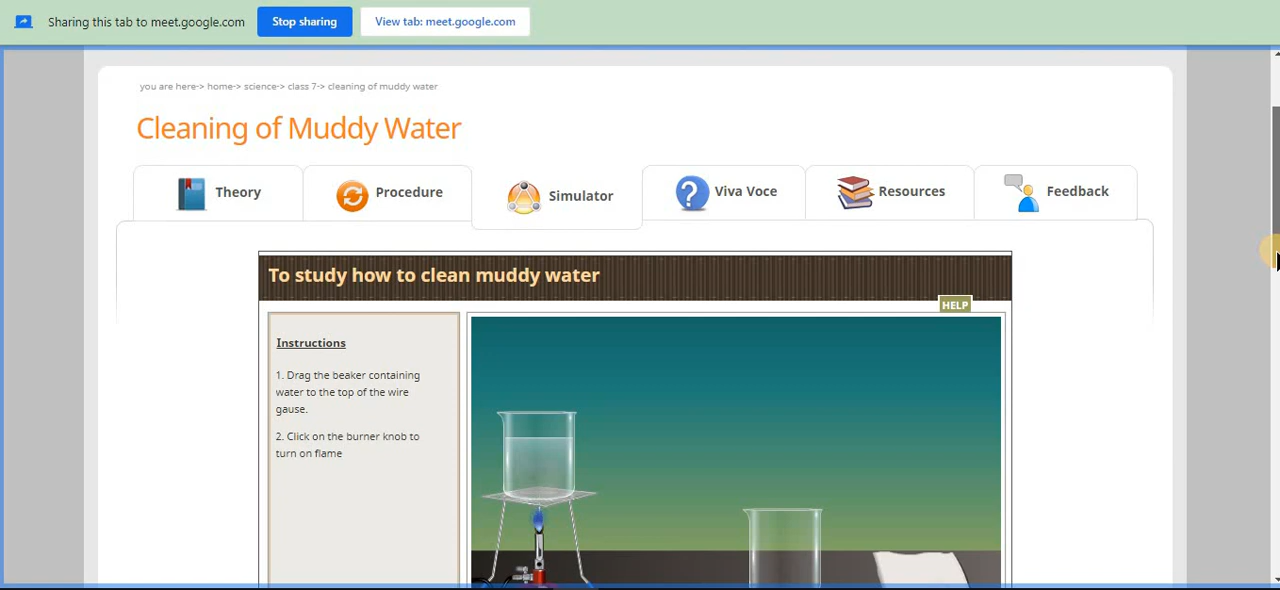 Sharing this tab to meet.google.com Stop sharing View tab: meet.google.com
you are here-> home-> science-> class 7-> cleaning of muddy water
Cleaning of Muddy Water
Theory Procedure Simulator Viva Voce Resources Feedback
To study how to clean muddy water
HELP
Instructions
1. Drag the beaker containing
water to the top of the wire
gause.
2. Click on the burner knob to
turn on flame